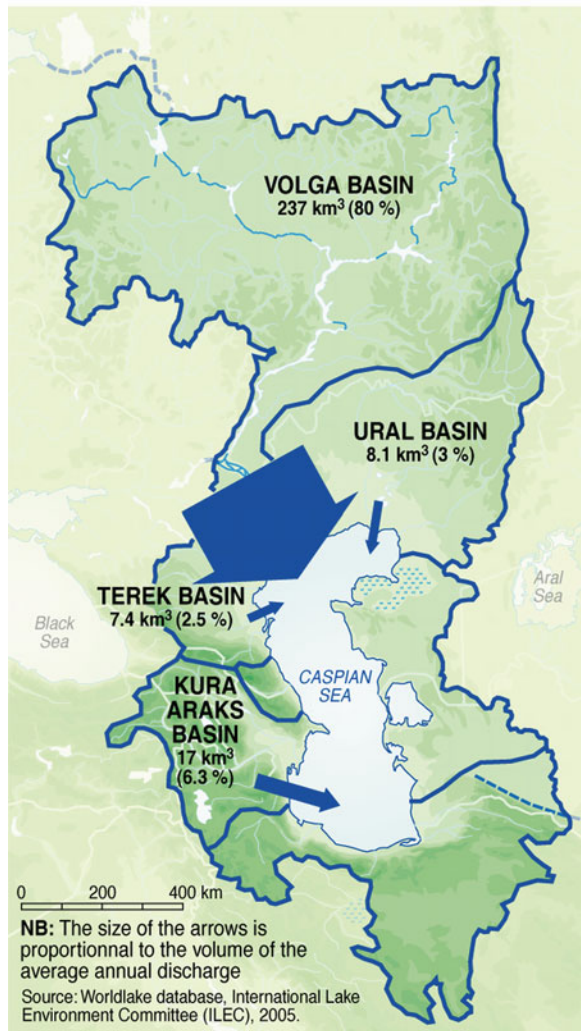 VOLGA BASIN
237 km³ (80 %)
URAL BASIN
8.1 km³ (3 %)
TEREK BASIN
7.4 km³ (2.5 %)
Black
Sea
Aral
Sea
CASPIAN
SEA
KURA
ARAKS
BASIN
17 km³
(6.3 %)
0 200 400 km
NB: The size of the arrows is
proportionnal to the volume of the
average annual discharge
Source: Worldlake database, International Lake
Environment Committee (ILEC), 2005.